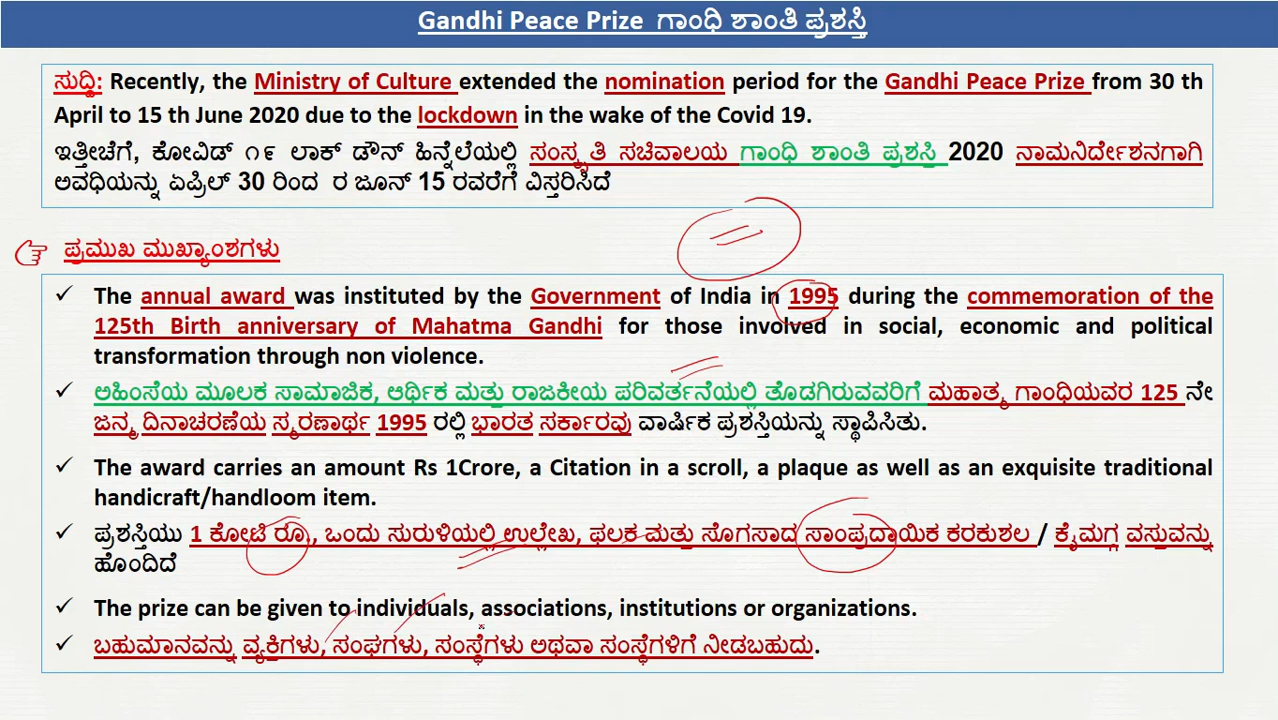 Gandhi Peace Prize ಗಾಂಧಿ ಶಾಂತಿ ಪ್ರಶಸ್ತಿ
ಸುದ್ದಿ: Recently, the Ministry of Culture extended the nomination period for the Gandhi Peace Prize from 30 th
April to 15 th June 2020 due to the lockdown in the wake of the Covid 19.
ಇತ್ತೀಚೆಗೆ, ಕೋವಿಡ್ ೧೯ ಲಾಕ್ ಡೌನ್ ಹಿನ್ನೆಲೆಯಲ್ಲಿ ಸಂಸ್ಕೃತಿ ಸಚಿವಾಲಯ ಗಾಂಧಿ ಶಾಂತಿ ಪ್ರಶಸ್ತಿ 2020 ನಾಮನಿರ್ದೇಶನಗಾಗಿ
ಅವಧಿಯನ್ನು ಏಪ್ರಿಲ್ 30 ರಿಂದ ರ ಜೂನ್ 15 ರವರೆಗೆ ವಿಸ್ತರಿಸಿದೆ
ಪ್ರಮುಖ ಮುಖ್ಯಾಂಶಗಳು
✓ The annual award was instituted by the Government of India in 1995 during the commemoration of the
125th Birth anniversary of Mahatma Gandhi for those involved in social, economic and political
transformation through non violence.
✓ ಅಹಿಂಸೆಯ ಮೂಲಕ ಸಾಮಾಜಿಕ, ಆರ್ಥಿಕ ಮತ್ತು ರಾಜಕೀಯ ಪರಿವರ್ತನೆಯಲ್ಲಿ ತೊಡಗಿರುವವರಿಗೆ ಮಹಾತ್ಮ ಗಾಂಧಿಯವರ 125 ನೇ
ಜನ್ಮ ದಿನಾಚರಣೆಯ ಸ್ಮರಣಾರ್ಥ 1995 ರಲ್ಲಿ ಭಾರತ ಸರ್ಕಾರವು ವಾರ್ಷಿಕ ಪ್ರಶಸ್ತಿಯನ್ನು ಸ್ಥಾಪಿಸಿತು.
✓ The award carries an amount Rs 1Crore, a Citation in a scroll, a plaque as well as an exquisite traditional
handicraft/handloom item.
✓ ಪ್ರಶಸ್ತಿಯು 1 ಕೋಟಿ ರೂ, ಒಂದು ಸುರುಳಿಯಲ್ಲಿ ಉಲ್ಲೇಖ, ಫಲಕ ಮತ್ತು ಸೊಗಸಾದ ಸಾಂಪ್ರದಾಯಿಕ ಕರಕುಶಲ / ಕೈಮಗ್ಗ ವಸ್ತುವನ್ನು
ಹೊಂದಿದೆ
✓ The prize can be given to individuals, associations, institutions or organizations.
✓ ಬಹುಮಾನವನ್ನು ವ್ಯಕ್ತಿಗಳು, ಸಂಘಗಳು, ಸಂಸ್ಥೆಗಳು ಅಥವಾ ಸಂಸ್ಥೆಗಳಿಗೆ ನೀಡಬಹುದು.